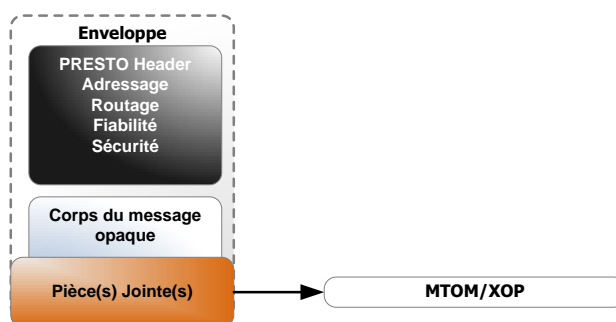 Enveloppe
PRESTO Header
Adressage
Routage
Fiabilité
Sécurité
Corps du message
opaque
Pièce(s) Jointe(s)
MTOM/XOP